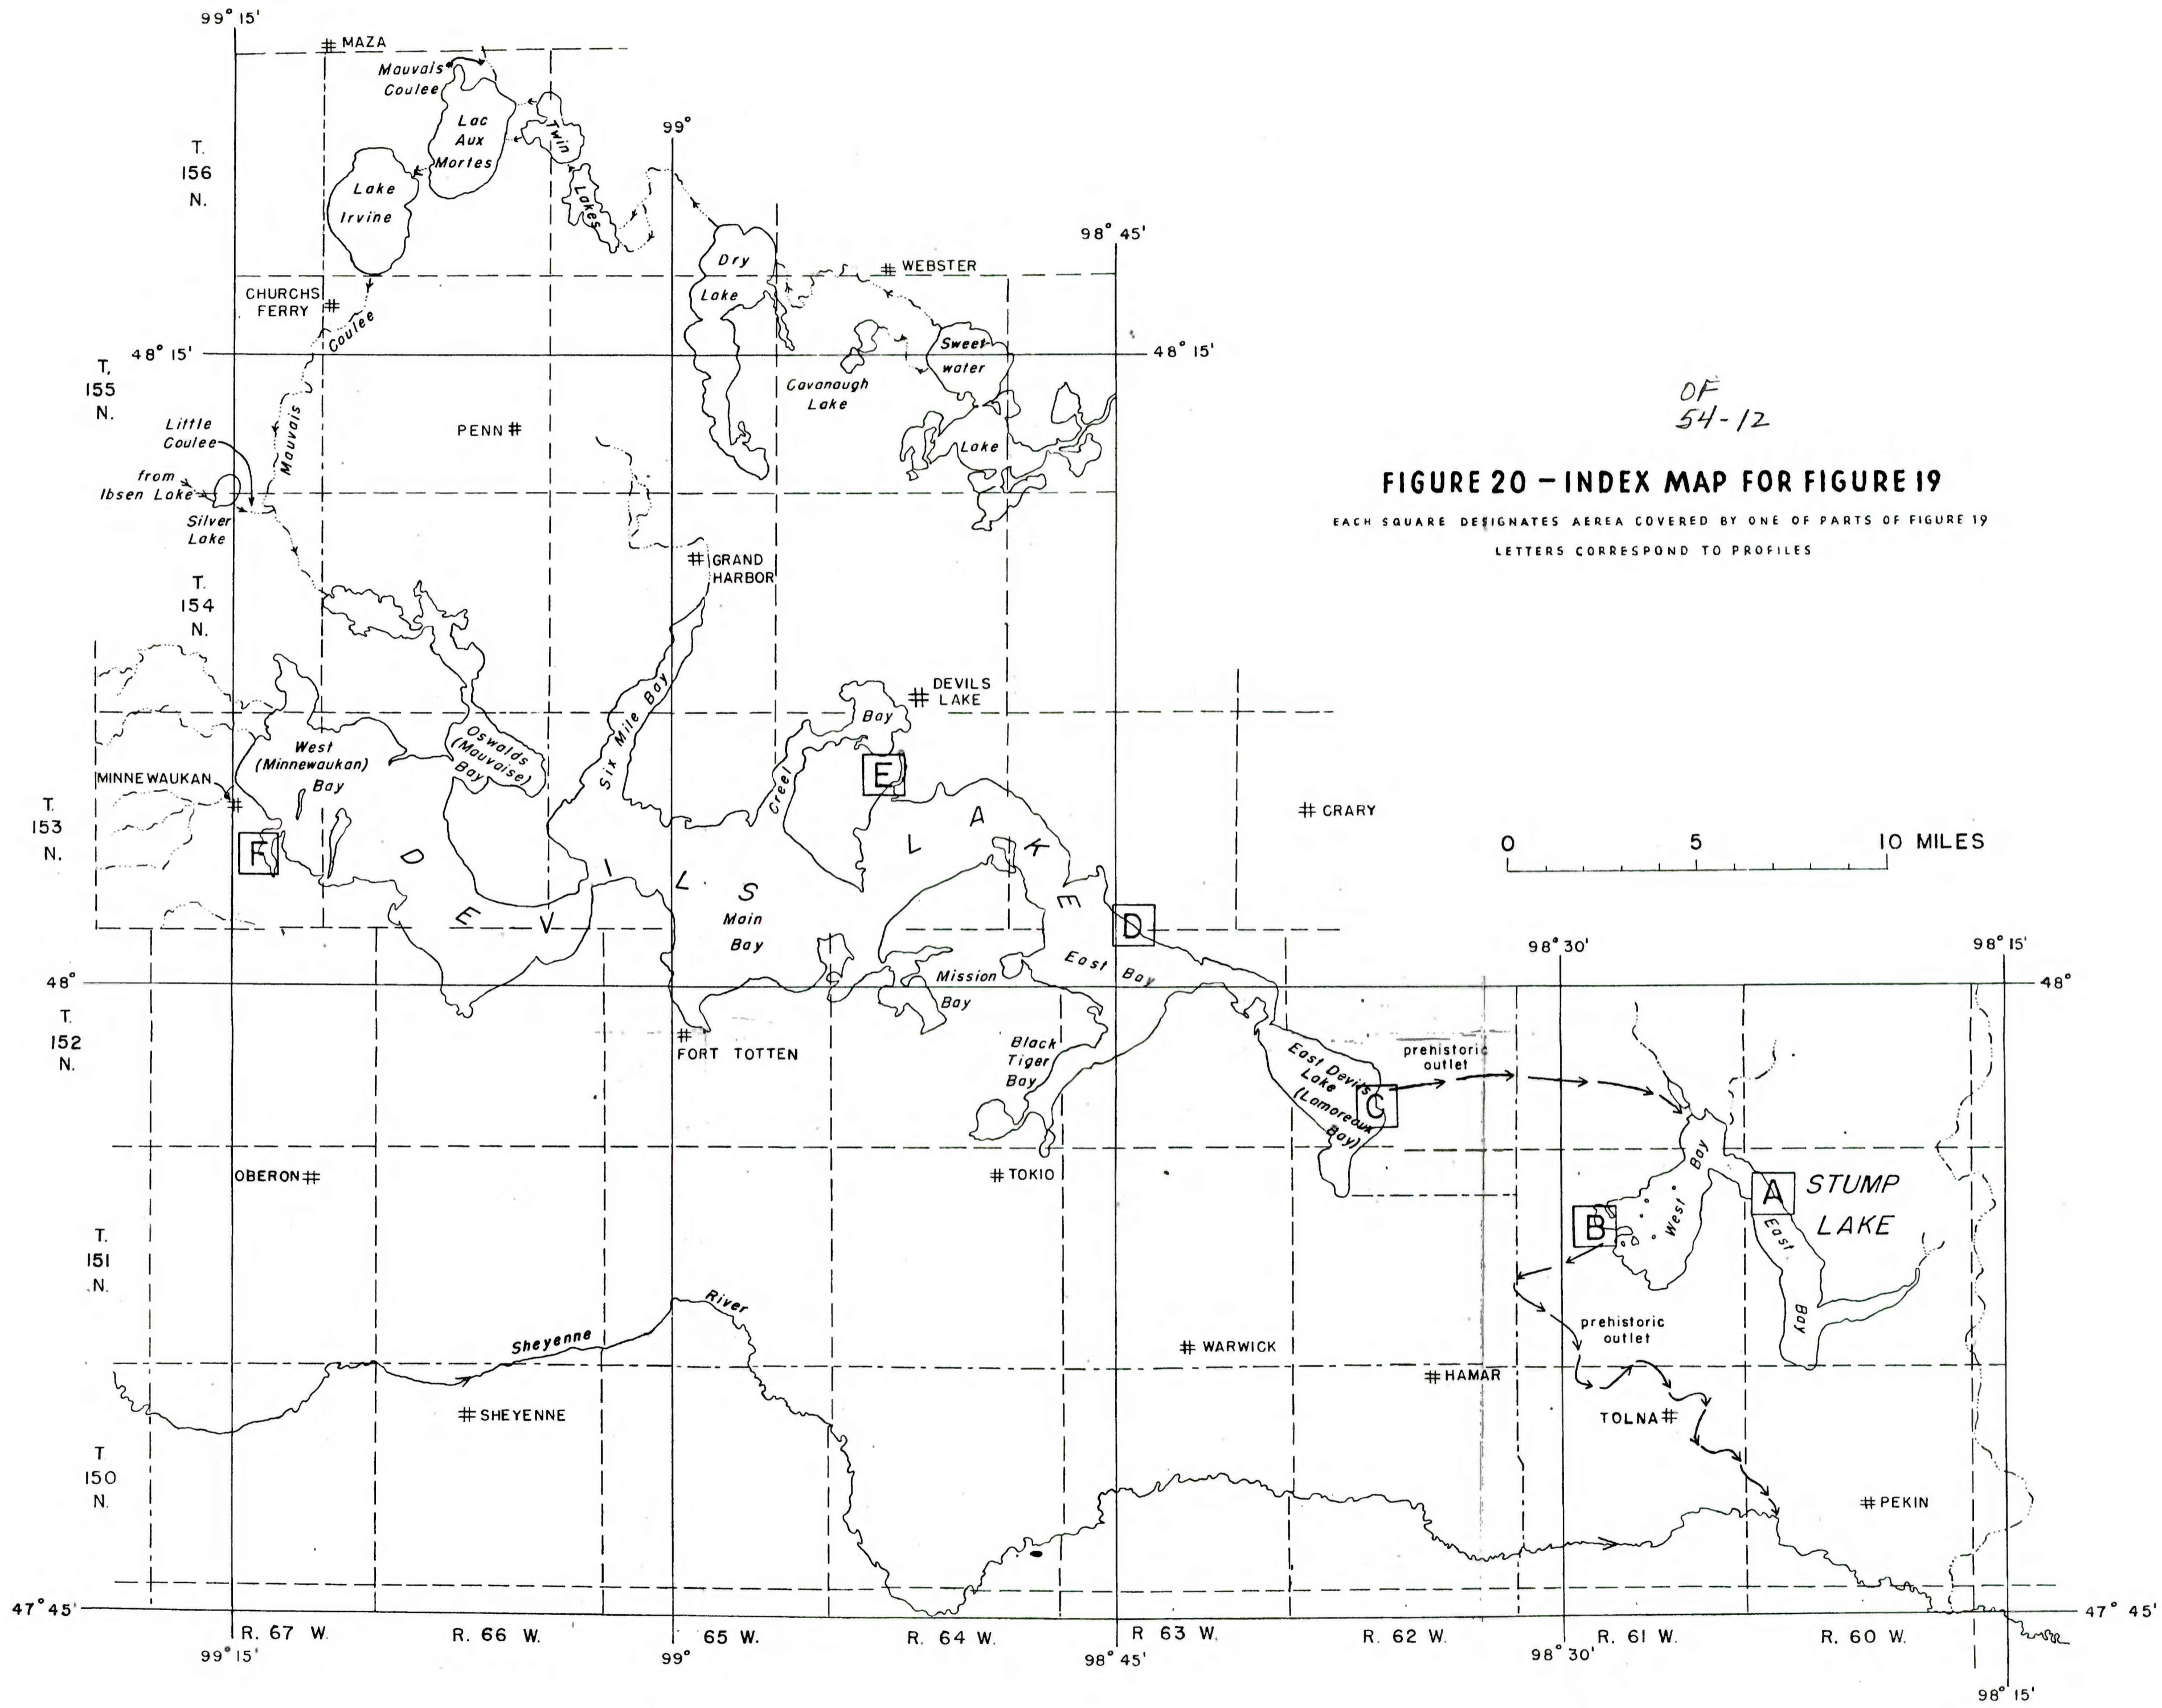 99° 15'
MAZA
Mauvais
Coulee
Lac
Aux
Mortes
Twin
Lakes
99°
T.
156
N.
Lake
Irvine
98° 45'
Dry
Lake
WEBSTER
CHURCHS
FERRY
Coulee
48° 15'
48° 15'
Sweet-
water
Lake
Cavanaugh
Lake
T,
155
N.
OF
54-12
Little
Coulee
Mauvais
PENN
from
Ibsen Lake
Silver
Lake
FIGURE 20 – INDEX MAP FOR FIGURE 19
EACH SQUARE DESIGNATES AEREA COVERED BY ONE OF PARTS OF FIGURE 19
LETTERS CORRESPOND TO PROFILES
GRAND
HARBOR
T.
154
N.
DEVILS
LAKE
Six Mile Bay
Creel
Bay
West
(Minnewaukan)
Bay
Oswalds
(Mauvaise)
Bay
MINNEWAUKAN
E
CRARY
T.
153
N.
0 5 10 MILES
F
DEVILS
LAKE
Main
Bay
D
East Bay
98° 30'
98° 15'
Mission
Bay
48°
48°
T.
152
N.
FORT TOTTEN
Black
Tiger
Bay
East Devils
Lake
(Lamoreaux
Bay)
C
prehistoric
outlet
OBERON
TOKIO
West
Bay
A
STUMP
LAKE
B
East
Bay
T.
151
N.
River
Sheyenne
prehistoric
outlet
WARWICK
HAMAR
SHEYENNE
TOLNA
T
150
N.
PEKIN
47° 45'
47° 45'
R. 67 W.
R. 66 W.
65 W.
R. 64 W.
R 63 W.
R. 62 W.
R. 61 W.
R. 60 W.
99° 15'
99°
98° 45'
98° 30'
98° 15'